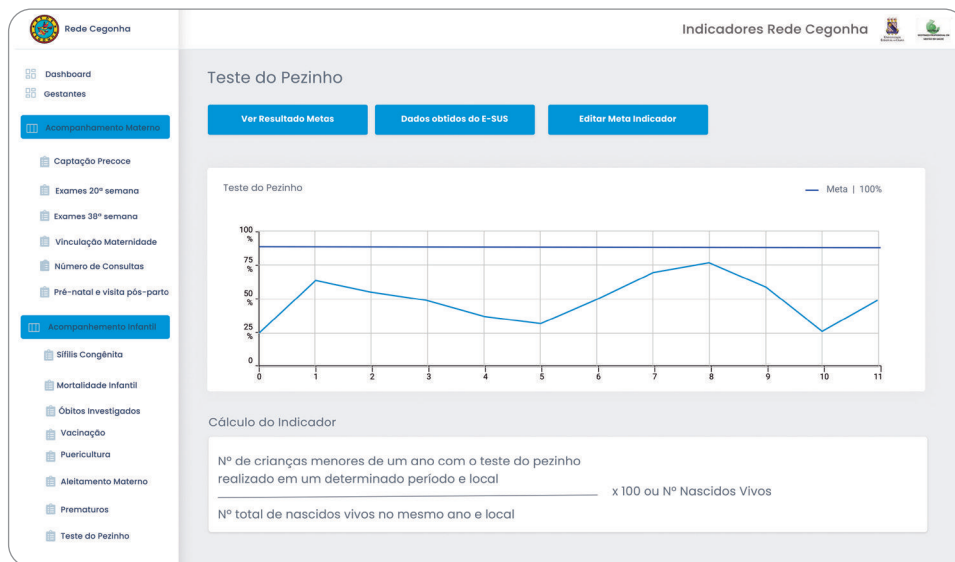 Rede Cegonha
Indicadores Rede Cegonha
Dashboard
Gestantes
Acompanhamento Materno
Captação Precoce
Exames 20ª semana
Exames 38ª semana
Vinculação Maternidade
Número de Consultas
Pré-natal e visita pós-parto
Acompanhemento Infantil
Sífilis Congênita
Mortalidade Infantil
Óbitos Investigados
Vacinação
Puericultura
Aleitamento Materno
Prematuros
Teste do Pezinho
Teste do Pezinho
Ver Resultado Metas
Dados obtidos do E-SUS
Editar Meta Indicador
Teste do Pezinho
Meta | 100%
100
%
75
%
50
%
25
%
0
0 1 2 3 4 5 6 7 8 9 10 11
Cálculo do Indicador
Nº de crianças menores de um ano com o teste do pezinho
realizado em um determinado período e local
x 100 ou Nº Nascidos Vivos
Nº total de nascidos vivos no mesmo ano e local